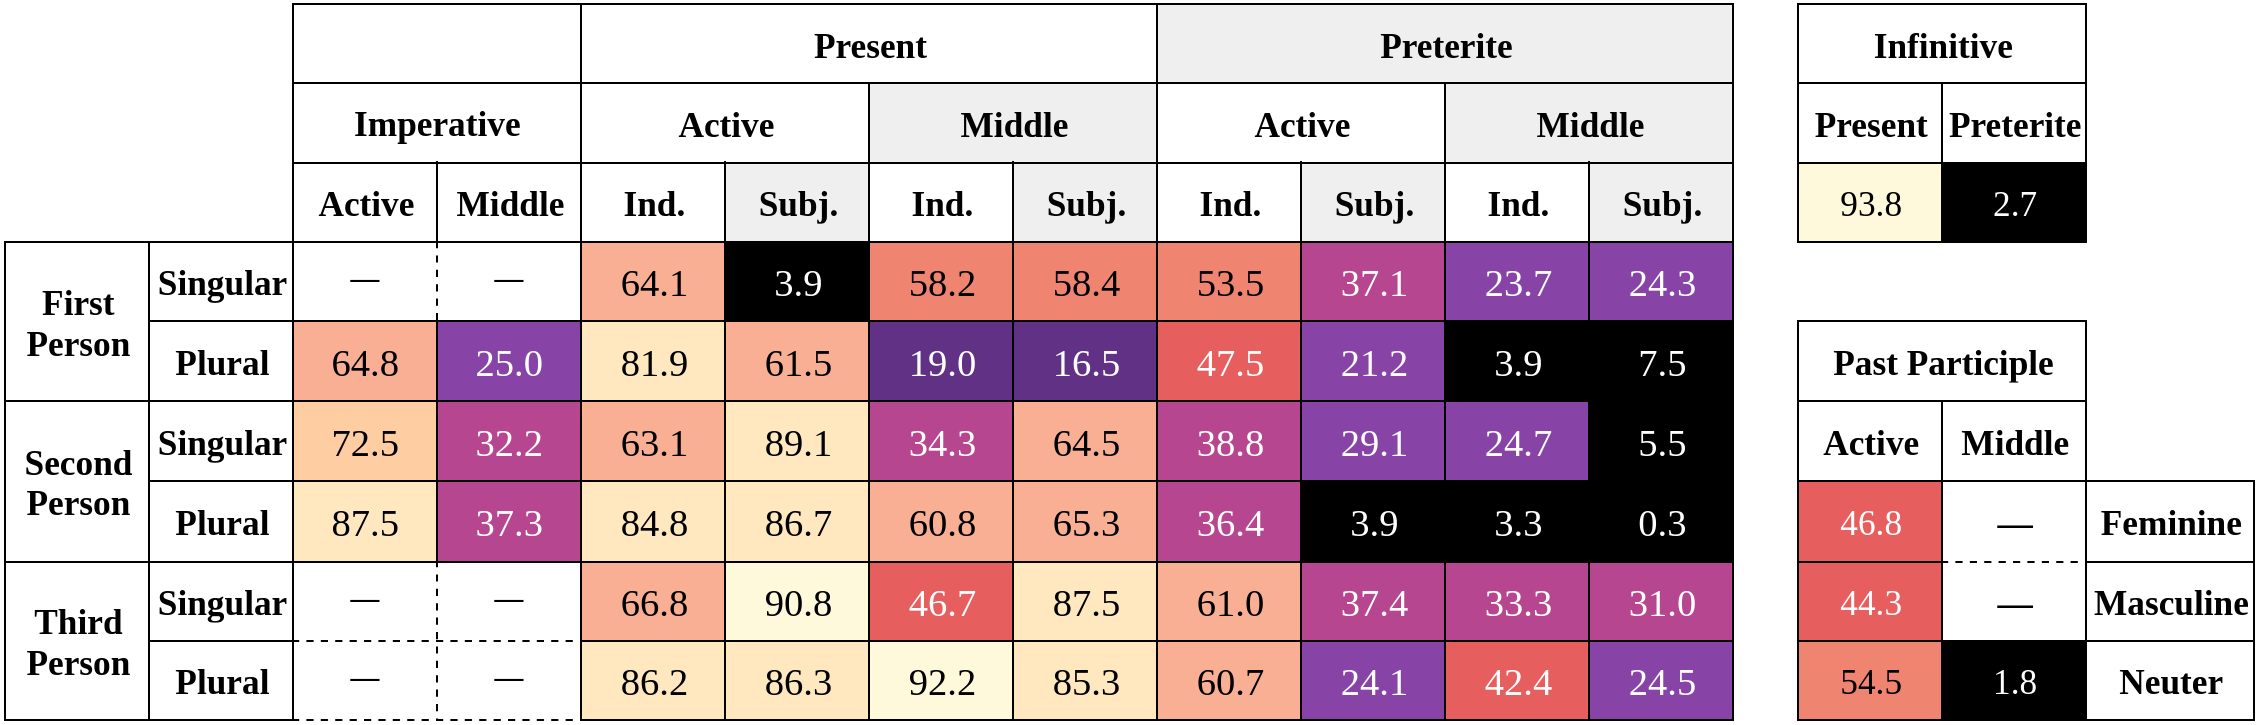 Present Preterite Infinitive
Imperative Active Middle Active Middle Present Preterite
Active Middle Ind. Subj. Ind. Subj. Ind. Subj. Ind. Subj. 93.8 2.7
First Person Singular — — 64.1 3.9 58.2 58.4 53.5 37.1 23.7 24.3
Plural 64.8 25.0 81.9 61.5 19.0 16.5 47.5 21.2 3.9 7.5 Past Participle
Second Person Singular 72.5 32.2 63.1 89.1 34.3 64.5 38.8 29.1 24.7 5.5 Active Middle
Plural 87.5 37.3 84.8 86.7 60.8 65.3 36.4 3.9 3.3 0.3 46.8 — Feminine
Third Person Singular — — 66.8 90.8 46.7 87.5 61.0 37.4 33.3 31.0 44.3 — Masculine
Plural — — 86.2 86.3 92.2 85.3 60.7 24.1 42.4 24.5 54.5 1.8 Neuter